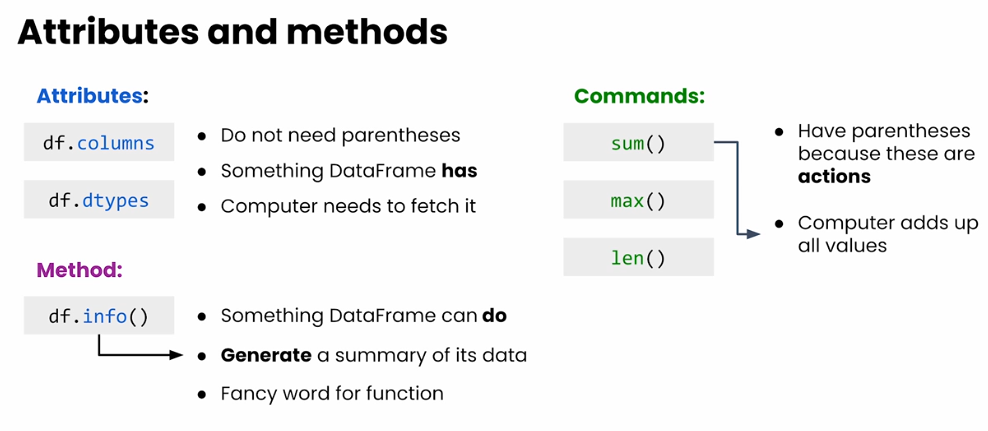 Attributes and methods
Attributes:
df.columns
df.dtypes
● Do not need parentheses
● Something DataFrame has
● Computer needs to fetch it
Method:
df.info()
● Something DataFrame can do
● Generate a summary of its data
● Fancy word for function
Commands:
sum()
max()
len()
● Have parentheses
because these are
actions
● Computer adds up
all values